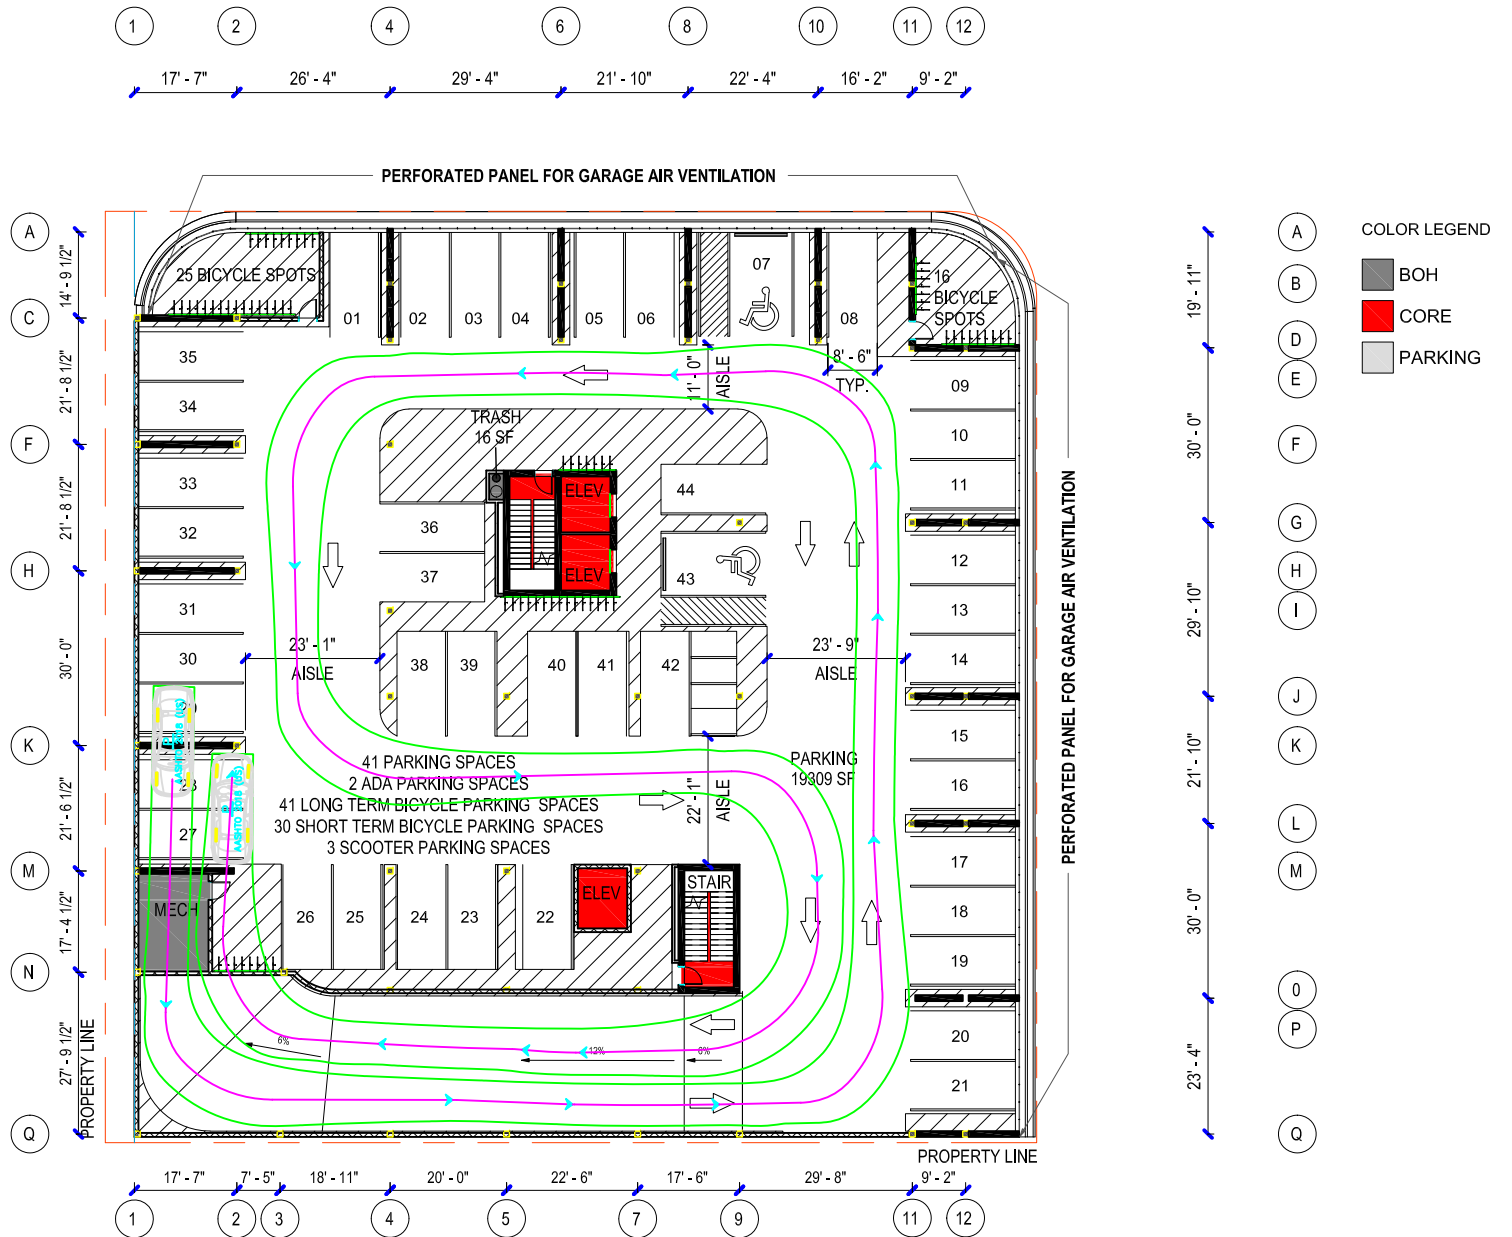 1 2 4 6 8 10 11 12
17' - 7" 26' - 4" 29' - 4" 21' - 10" 22' - 4" 16' - 2" 9' - 2"
PERFORATED PANEL FOR GARAGE AIR VENTILATION
A
C
F
H
K
M
N
Q
14' - 9 1/2"
21' - 8 1/2"
21' - 8 1/2"
30' - 0"
21' - 6 1/2"
17' - 4 1/2"
27' - 9 1/2"
PROPERTY LINE
25 BICYCLE SPOTS
01 02 03 04 05 06 07 08
16
BICYCLE
SPOTS
35
34
33
32
31
30
29
28
27
11' - 0"
AISLE
8' - 6"
TYP.
TRASH
16 SF
ELEV
ELEV
36
37
44
43
38 39 40 41 42
23' - 1"
AISLE
23' - 9"
AISLE
09
10
11
12
13
14
15
16
17
18
19
20
21
AASHTO 2018 (US)
AASHTO 2018 (US)
41 PARKING SPACES
2 ADA PARKING SPACES
41 LONG TERM BICYCLE PARKING SPACES
30 SHORT TERM BICYCLE PARKING SPACES
3 SCOOTER PARKING SPACES
22' - 1"
AISLE
PARKING
19309 SF
MECH
26 25 24 23 22
ELEV
STAIR
6% 12% 6%
PERFORATED PANEL FOR GARAGE AIR VENTILATION
19' - 11"
30' - 0"
29' - 10"
21' - 10"
30' - 0"
23' - 4"
A
B
D
E
F
G
H
I
J
K
L
M
0
P
Q
COLOR LEGEND
BOH
CORE
PARKING
PROPERTY LINE
17' - 7" 7' - 5" 18' - 11" 20' - 0" 22' - 6" 17' - 6" 29' - 8" 9' - 2"
1 2 3 4 5 7 9 11 12